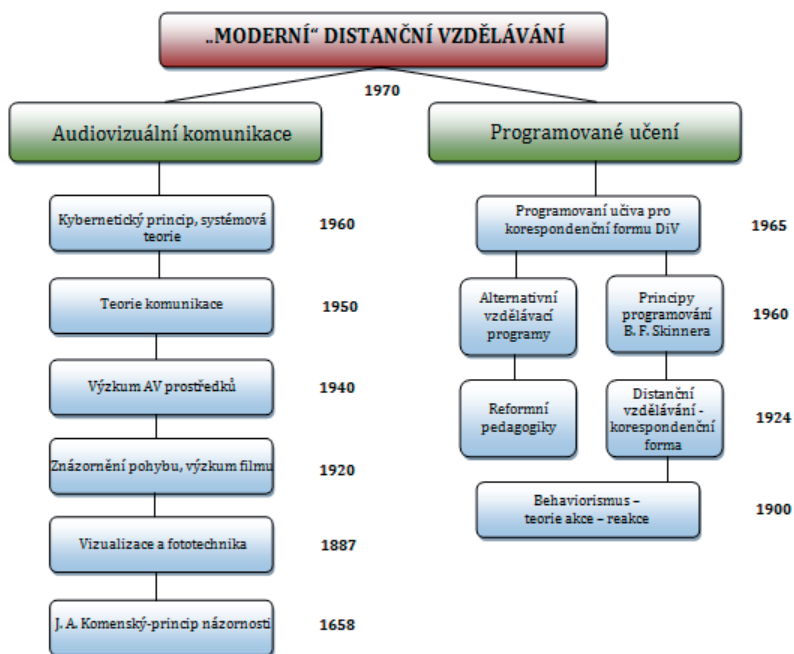 „MODERNÍ“ DISTANČNÍ VZDĚLÁVÁNÍ
1970
Audiovizuální komunikace
Kybernetický princip, systémová
teorie
1960
Teorie komunikace
1950
Výzkum AV prostředků
1940
Znázornění pohybu, výzkum filmu
1920
Vizualizace a fototechnika
1887
J. A. Komenský-princip názornosti
1658
Programované učení
Programovaní učiva pro
korespondenční formu DiV
1965
Alternativní
vzdělávací
programy
Principy
programování
B. F. Skinnera
1960
Reformní
pedagogiky
Distanční
vzdělávání -
korespondenční
forma
1924
Behaviorismus –
teorie akce – reakce
1900